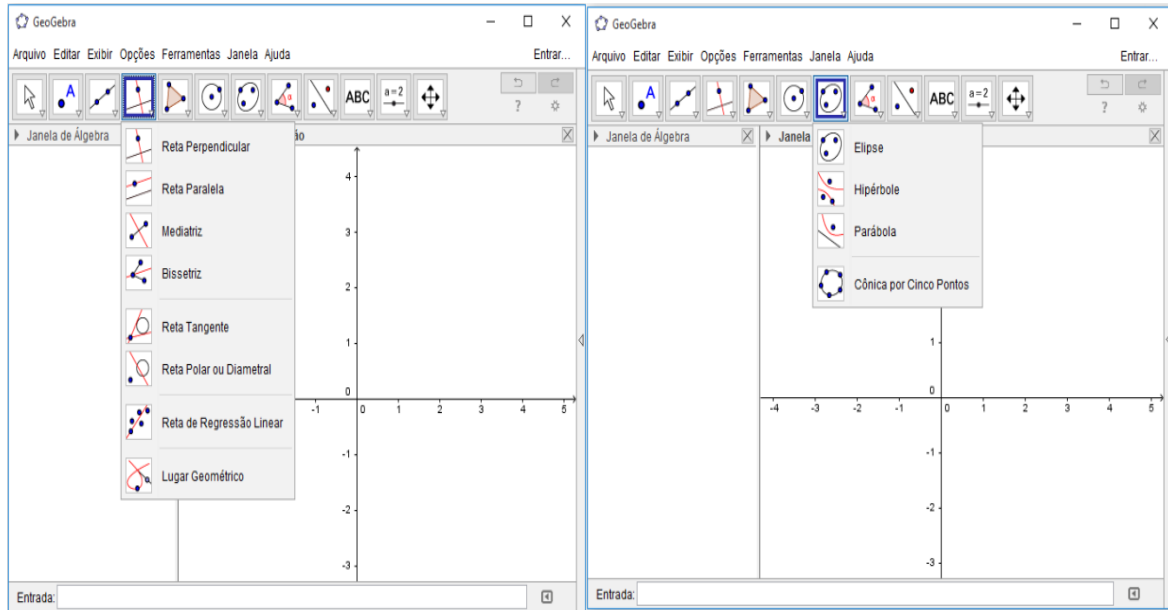 GeoGebra
Arquivo Editar Exibir Opções Ferramentas Janela Ajuda Entrar...
A α ABC a=2 ?
Janela de Álgebra ão
Reta Perpendicular
Reta Paralela
Mediatriz
Bissetriz
Reta Tangente
Reta Polar ou Diametral
Reta de Regressão Linear
Lugar Geométrico
4
3
2
1
0
-1 0 1 2 3 4 5
-1
-2
-3
Entrada:
GeoGebra
Arquivo Editar Exibir Opções Ferramentas Janela Ajuda Entrar...
A α ABC a=2 ?
Janela de Álgebra Janela
Elipse
Hipérbole
Parábola
Cônica por Cinco Pontos
1
0
-4 -3 -2 -1 0 1 2 3 4 5
-1
-2
-3
Entrada: